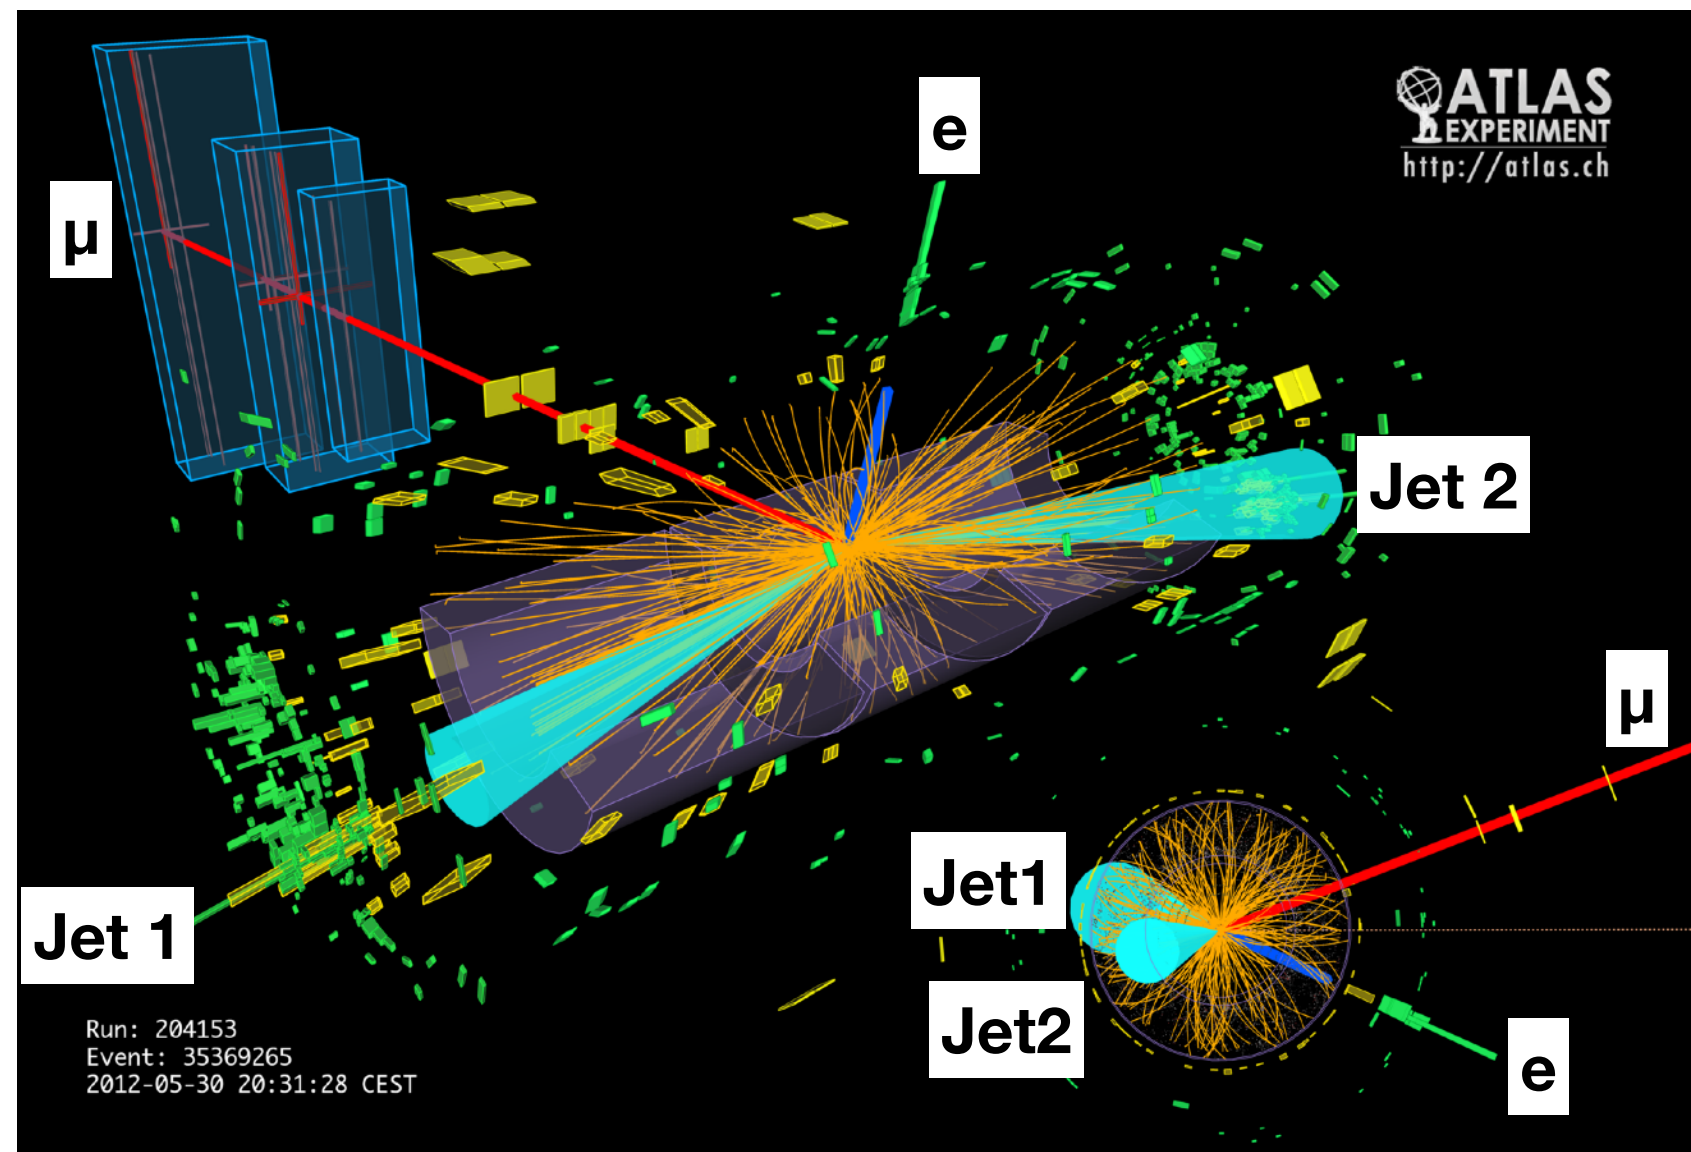 ATLAS
EXPERIMENT
http://atlas.ch
e
µ
Jet 2
µ
Jet1
Jet 1
Jet2
e
Run: 204153
Event: 35369265
2012-05-30 20:31:28 CEST